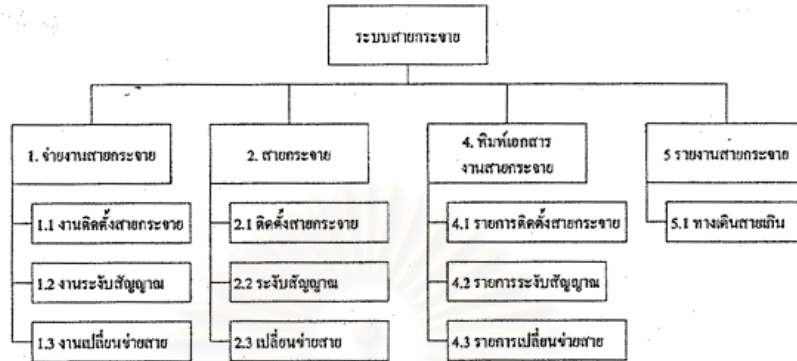 ระบบสายกระจาย
1. จ่ายงานสายกระจาย
2. สายกระจาย
4. พิมพ์เอกสาร
งานสายกระจาย
5 รายงานสายกระจาย
1.1 งานติดตั้งสายกระจาย
2.1 ติดตั้งสายกระจาย
4.1 รายการติดตั้งสายกระจาย
5.1 ทางเดินสายเกิน
1.2 งานระงับสัญญาณ
2.2 ระงับสัญญาณ
4.2 รายการระงับสัญญาณ
1.3 งานเปลี่ยนข่ายสาย
2.3 เปลี่ยนข่ายสาย
4.3 รายการเปลี่ยนข่ายสาย